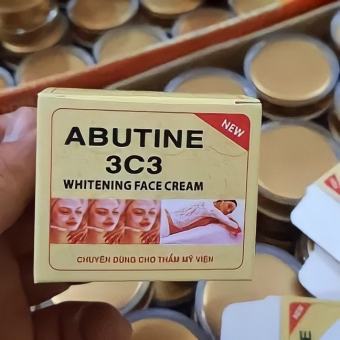 NEW
ABUTINE
3C3
WHITENING FACE CREAM
CHUYÊN DÙNG CHO THẨM MỸ VIỆN